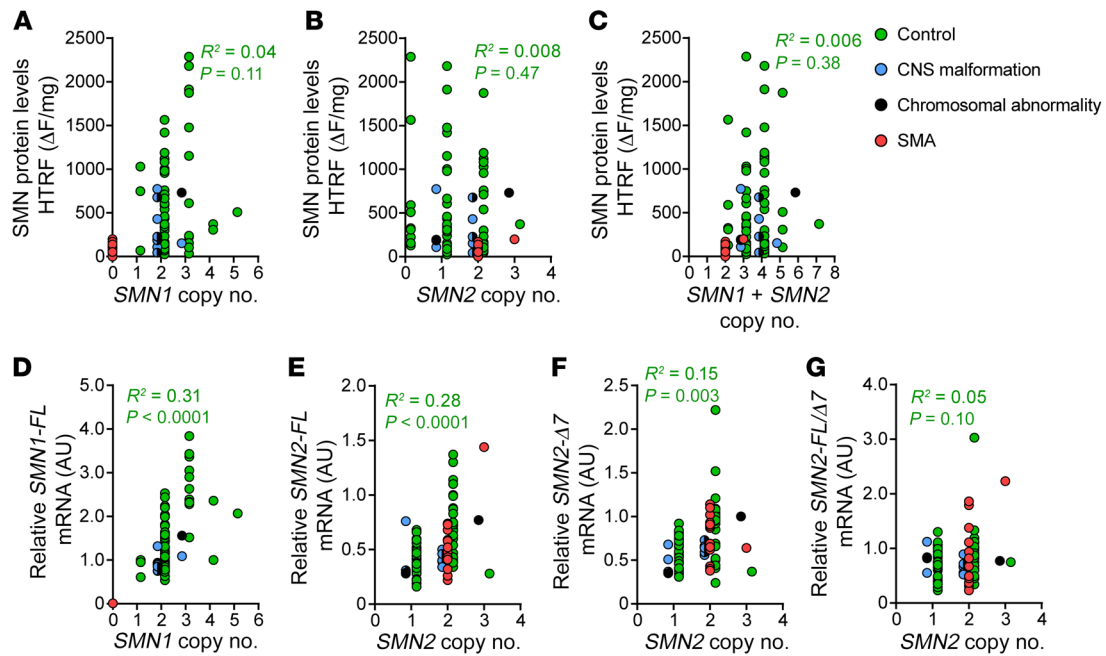 A
2500
2000
1500
1000
500
0
SMN protein levels
HTRF (ΔF/mg)
R² = 0.04
P = 0.11
0 1 2 3 4 5 6
SMN1 copy no.
B
2500
2000
1500
1000
500
0
SMN protein levels
HTRF (ΔF/mg)
R² = 0.008
P = 0.47
0 1 2 3 4
SMN2 copy no.
C
2500
2000
1500
1000
500
0
SMN protein levels
HTRF (ΔF/mg)
R² = 0.006
P = 0.38
0 1 2 3 4 5 6 7 8
SMN1 + SMN2
copy no.
Control
CNS malformation
Chromosomal abnormality
SMA
D
5.0
4.0
3.0
2.0
1.0
0
Relative SMN1-FL
mRNA (AU)
R² = 0.31
P < 0.0001
0 1 2 3 4 5 6
SMN1 copy no.
E
2.0
1.5
1.0
0.5
0
Relative SMN2-FL
mRNA (AU)
R² = 0.28
P < 0.0001
0 1 2 3 4
SMN2 copy no.
F
2.5
2.0
1.5
1.0
0.5
0
Relative SMN2-Δ7
mRNA (AU)
R² = 0.15
P = 0.003
0 1 2 3 4
SMN2 copy no.
G
4.0
3.0
2.0
1.0
0
Relative SMN2-FL/Δ7
mRNA (AU)
R² = 0.05
P = 0.10
0 1 2 3 4
SMN2 copy no.